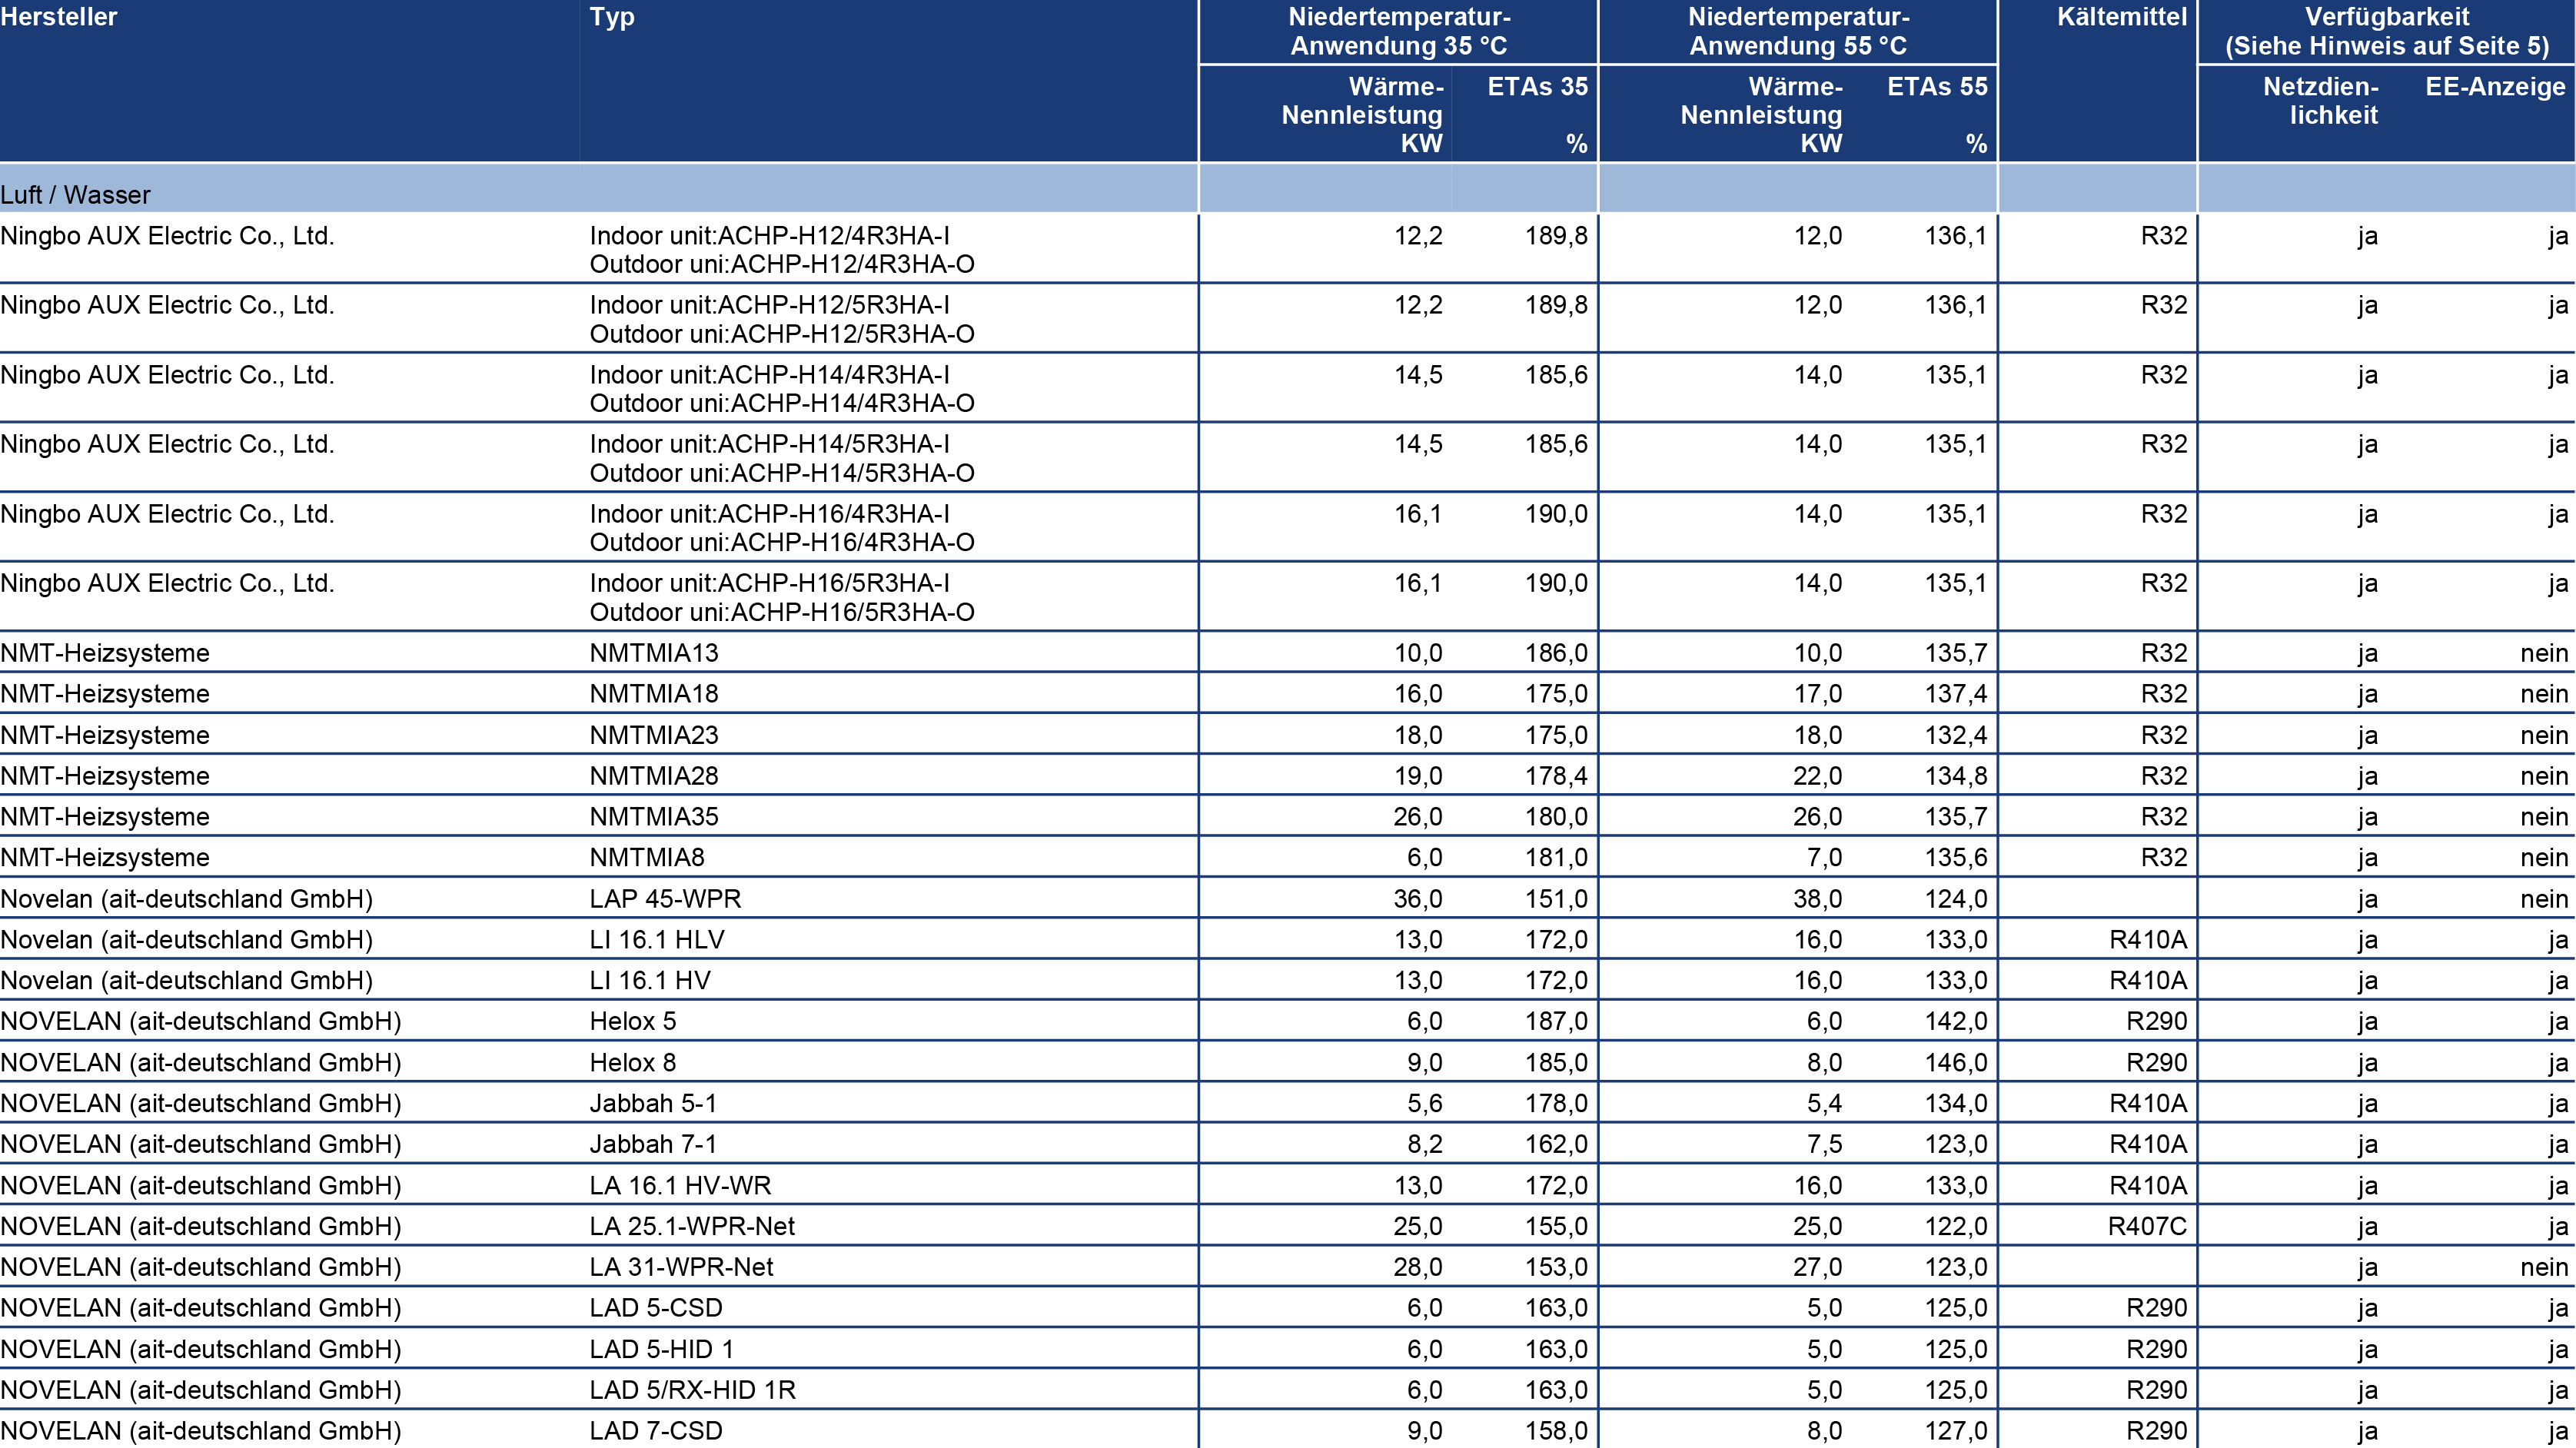 Hersteller Typ Niedertemperatur-Anwendung 35 °C Niedertemperatur-Anwendung 55 °C Kältemittel Verfügbarkeit (Siehe Hinweis auf Seite 5)
Wärme-Nennleistung KW ETAs 35 % Wärme-Nennleistung KW ETAs 55 % Netzdien-lichkeit EE-Anzeige
Luft / Wasser
Ningbo AUX Electric Co., Ltd. Indoor unit:ACHP-H12/4R3HA-I 12,2 189,8 12,0 136,1 R32 ja ja
Outdoor uni:ACHP-H12/4R3HA-O
Ningbo AUX Electric Co., Ltd. Indoor unit:ACHP-H12/5R3HA-I 12,2 189,8 12,0 136,1 R32 ja ja
Outdoor uni:ACHP-H12/5R3HA-O
Ningbo AUX Electric Co., Ltd. Indoor unit:ACHP-H14/4R3HA-I 14,5 185,6 14,0 135,1 R32 ja ja
Outdoor uni:ACHP-H14/4R3HA-O
Ningbo AUX Electric Co., Ltd. Indoor unit:ACHP-H14/5R3HA-I 14,5 185,6 14,0 135,1 R32 ja ja
Outdoor uni:ACHP-H14/5R3HA-O
Ningbo AUX Electric Co., Ltd. Indoor unit:ACHP-H16/4R3HA-I 16,1 190,0 14,0 135,1 R32 ja ja
Outdoor uni:ACHP-H16/4R3HA-O
Ningbo AUX Electric Co., Ltd. Indoor unit:ACHP-H16/5R3HA-I 16,1 190,0 14,0 135,1 R32 ja ja
Outdoor uni:ACHP-H16/5R3HA-O
NMT-Heizsysteme NMTMIA13 10,0 186,0 10,0 135,7 R32 ja nein
NMT-Heizsysteme NMTMIA18 16,0 175,0 17,0 137,4 R32 ja nein
NMT-Heizsysteme NMTMIA23 18,0 175,0 18,0 132,4 R32 ja nein
NMT-Heizsysteme NMTMIA28 19,0 178,4 22,0 134,8 R32 ja nein
NMT-Heizsysteme NMTMIA35 26,0 180,0 26,0 135,7 R32 ja nein
NMT-Heizsysteme NMTMIA8 6,0 181,0 7,0 135,6 R32 ja nein
Novelan (ait-deutschland GmbH) LAP 45-WPR 36,0 151,0 38,0 124,0 ja nein
Novelan (ait-deutschland GmbH) LI 16.1 HLV 13,0 172,0 16,0 133,0 R410A ja ja
Novelan (ait-deutschland GmbH) LI 16.1 HV 13,0 172,0 16,0 133,0 R410A ja ja
NOVELAN (ait-deutschland GmbH) Helox 5 6,0 187,0 6,0 142,0 R290 ja ja
NOVELAN (ait-deutschland GmbH) Helox 8 9,0 185,0 8,0 146,0 R290 ja ja
NOVELAN (ait-deutschland GmbH) Jabbah 5-1 5,6 178,0 5,4 134,0 R410A ja ja
NOVELAN (ait-deutschland GmbH) Jabbah 7-1 8,2 162,0 7,5 123,0 R410A ja ja
NOVELAN (ait-deutschland GmbH) LA 16.1 HV-WR 13,0 172,0 16,0 133,0 R410A ja ja
NOVELAN (ait-deutschland GmbH) LA 25.1-WPR-Net 25,0 155,0 25,0 122,0 R407C ja ja
NOVELAN (ait-deutschland GmbH) LA 31-WPR-Net 28,0 153,0 27,0 123,0 ja nein
NOVELAN (ait-deutschland GmbH) LAD 5-CSD 6,0 163,0 5,0 125,0 R290 ja ja
NOVELAN (ait-deutschland GmbH) LAD 5-HID 1 6,0 163,0 5,0 125,0 R290 ja ja
NOVELAN (ait-deutschland GmbH) LAD 5/RX-HID 1R 6,0 163,0 5,0 125,0 R290 ja ja
NOVELAN (ait-deutschland GmbH) LAD 7-CSD 9,0 158,0 8,0 127,0 R290 ja ja